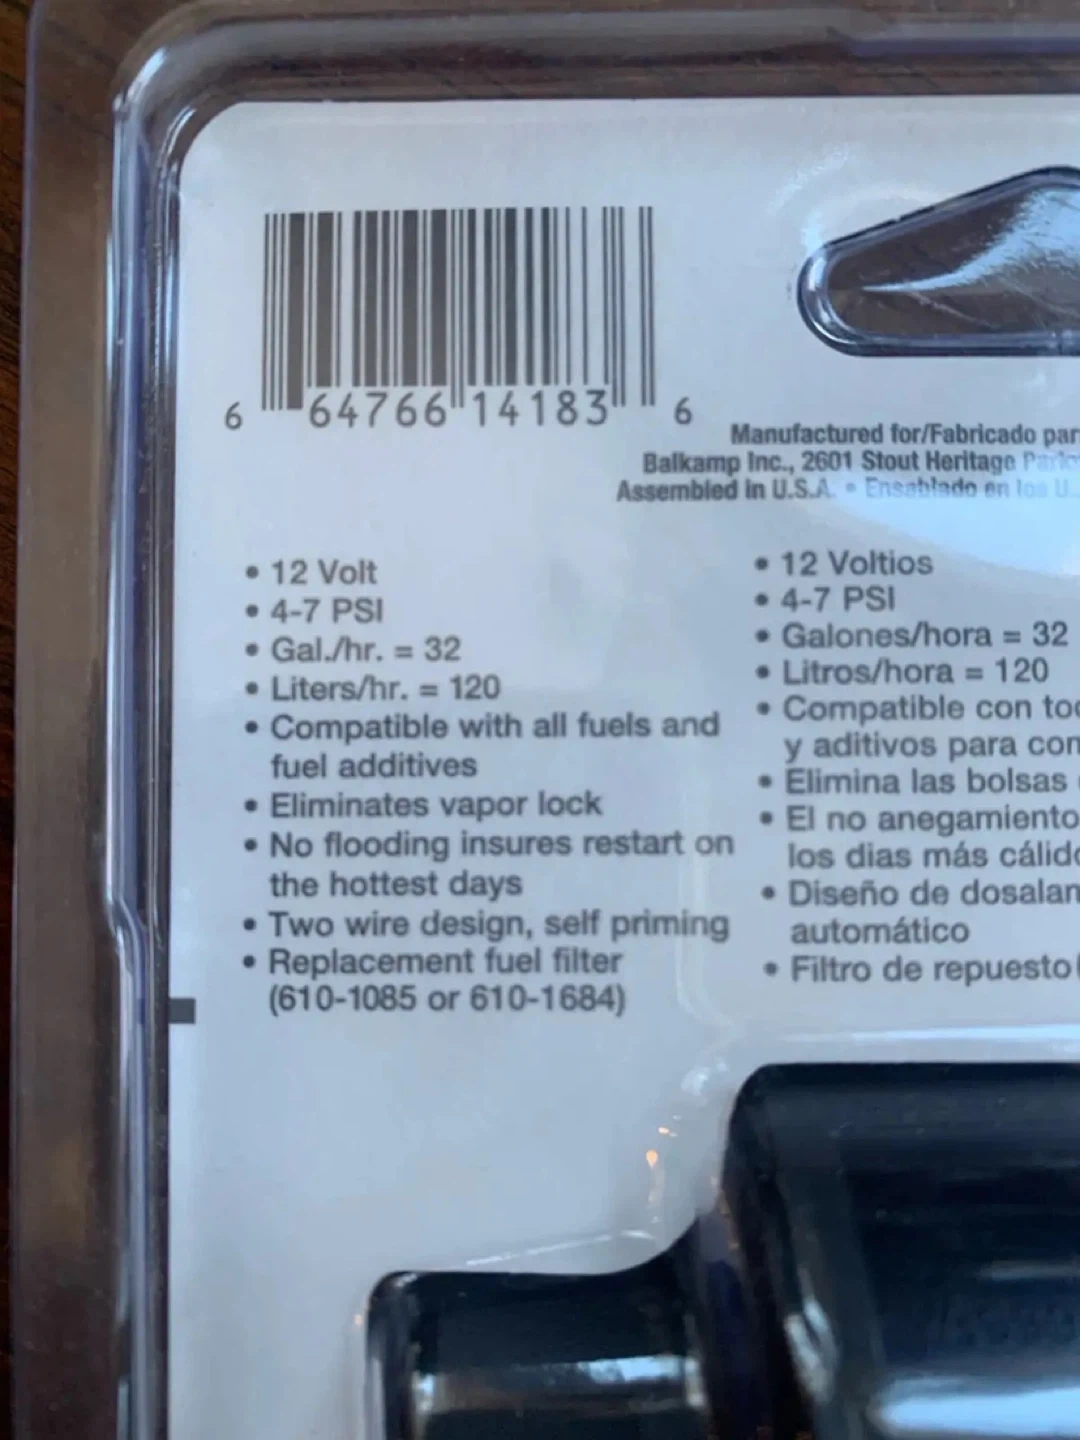 6 64766 14183 6
Manufactured for/Fabricado par
Balkamp Inc., 2601 Stout Heritage
Assembled in U.S.A. • Ensablado en los U.
• 12 Volt
• 4-7 PSI
• Gal./hr. = 32
• Liters/hr. = 120
• Compatible with all fuels and
fuel additives
• Eliminates vapor lock
• No flooding insures restart on
the hottest days
• Two wire design, self priming
• Replacement fuel filter
(610-1085 or 610-1684)
• 12 Voltios
• 4-7 PSI
• Galones/hora = 32
• Litros/hora = 120
• Compatible con
y aditivos para
• Elimina las bolsas
• El no anegamiento
los dias más
• Diseño de
automático
• Filtro de repuesto